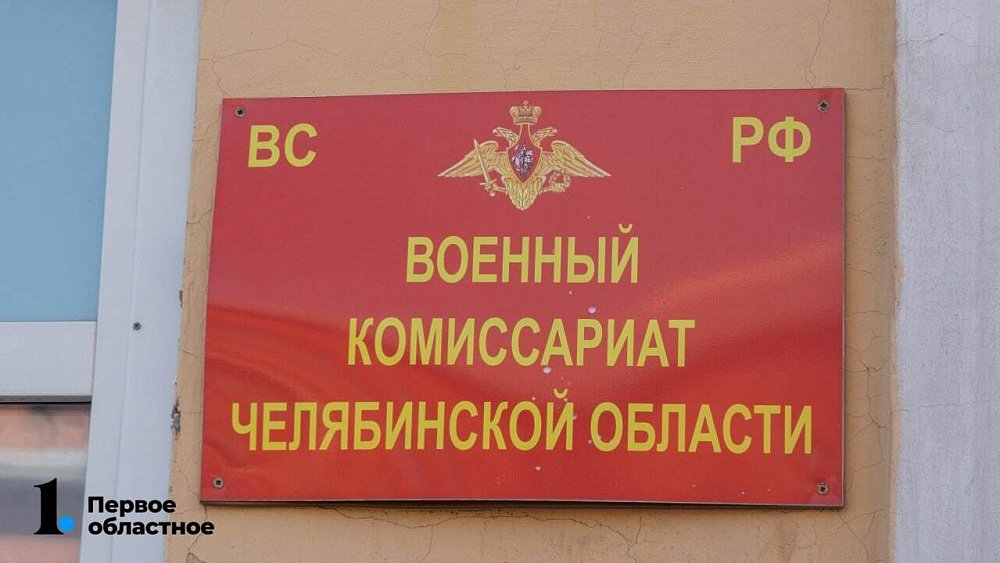 ВС РФ
ВОЕННЫЙ
КОМИССАРИАТ
ЧЕЛЯБИНСКОЙ ОБЛАСТИ
1. Первое
областное